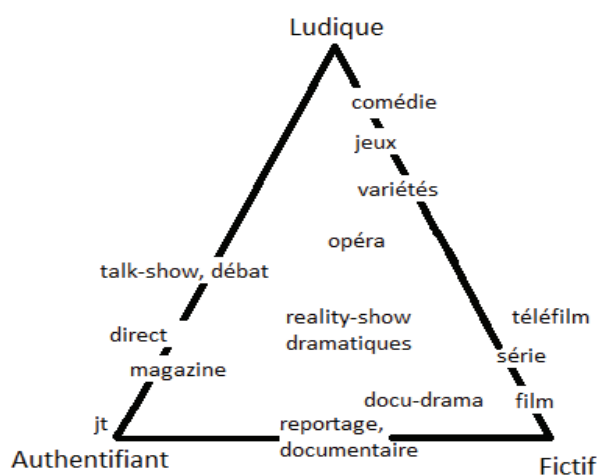 Ludique
comédie
jeux
variétés
opéra
talk-show, débat
reality-show
dramatiques
téléfilm
direct
série
magazine
docu-drama
film
jt
reportage,
documentaire
Authentifiant
Fictif